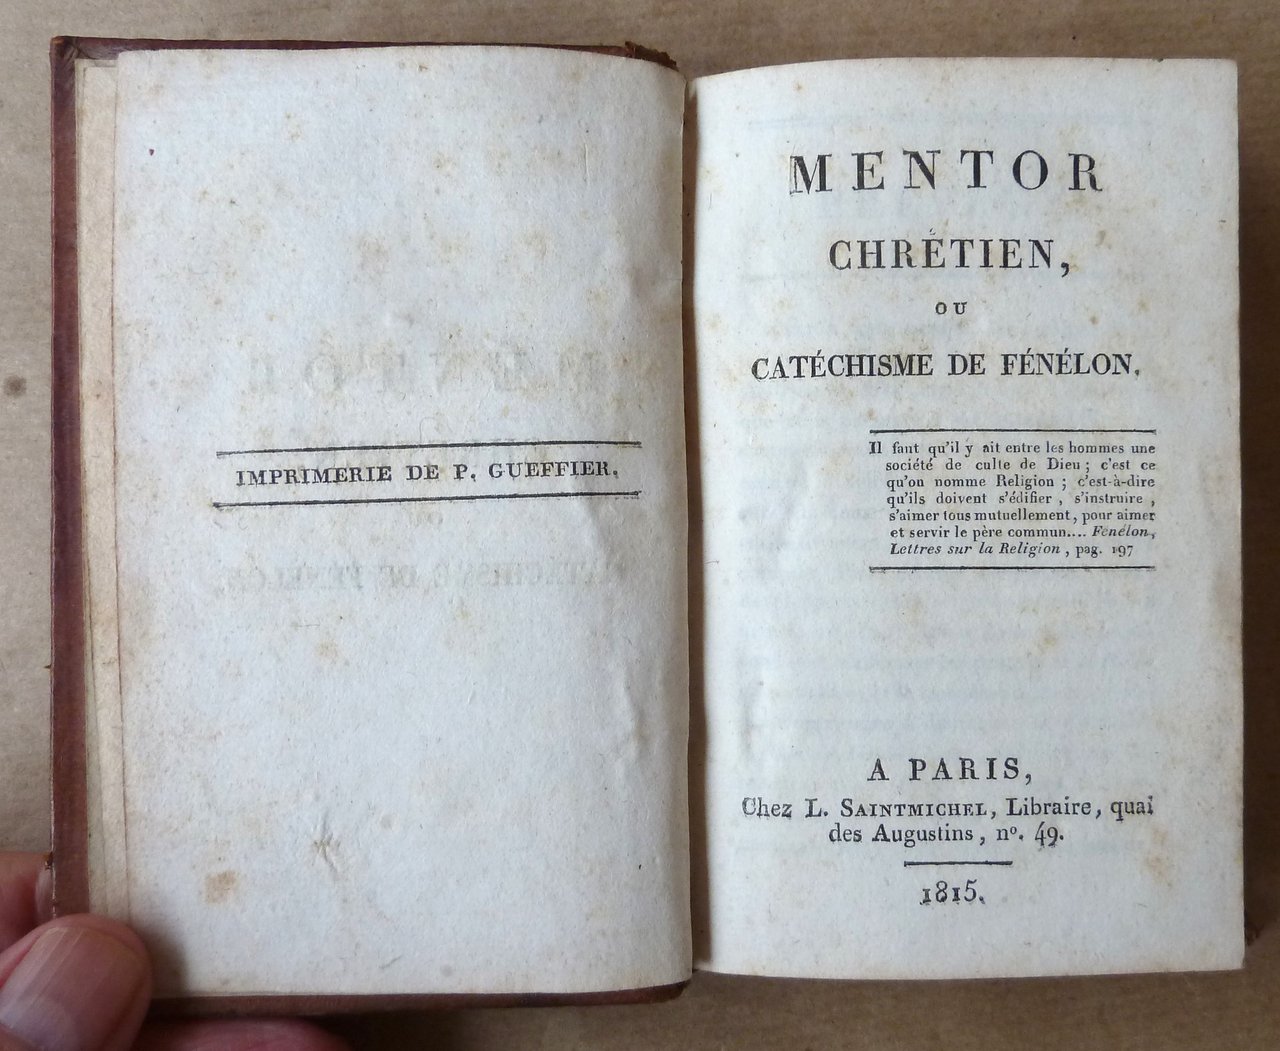 IMPRIMERIE DE P. GUEFFIER.
MENTOR
CHRÉTIEN,
OU
CATÉCHISME DE FÉNÉLON.
Il faut qu'il y ait entre les hommes une
société de culte de Dieu ; c'est ce
qu'on nomme Religion ; c'est-à-dire
qu'ils doivent s'édifier , s'instruire ,
s'aimer tous mutuellement, pour aimer
et servir le père commun.... Fénélon,
Lettres sur la Religion , pag. 197
A PARIS,
Chez L. SAINTMICHEL, Libraire, quai
des Augustins , nº. 49.
1815.